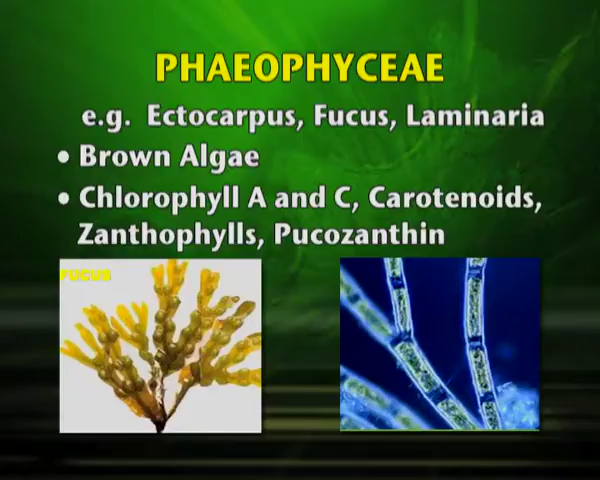 PHAEOPHYCEAE
e.g. Ectocarpus, Fucus, Laminaria
• Brown Algae
• Chlorophyll A and C, Carotenoids,
Zanthophylls, Pucozanthin
FUCUS